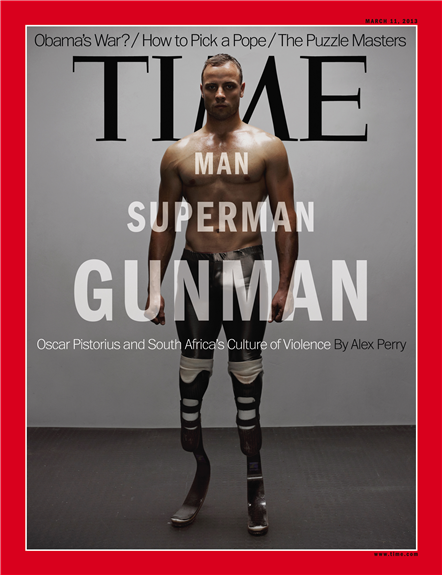 MARCH 11, 2013
Obama's War? / How to Pick a Pope / The Puzzle Masters
TIME
MAN
SUPERMAN
GUNMAN
Oscar Pistorius and South Africa's Culture of Violence By Alex Perry
www.time.com